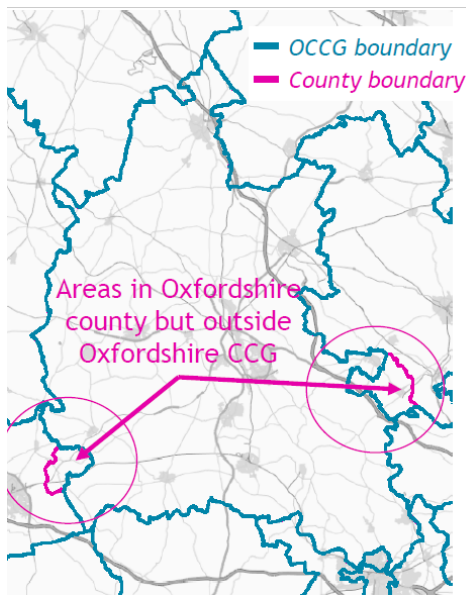 OCCG boundary
County boundary
Areas in Oxfordshire
county but outside
Oxfordshire CCG